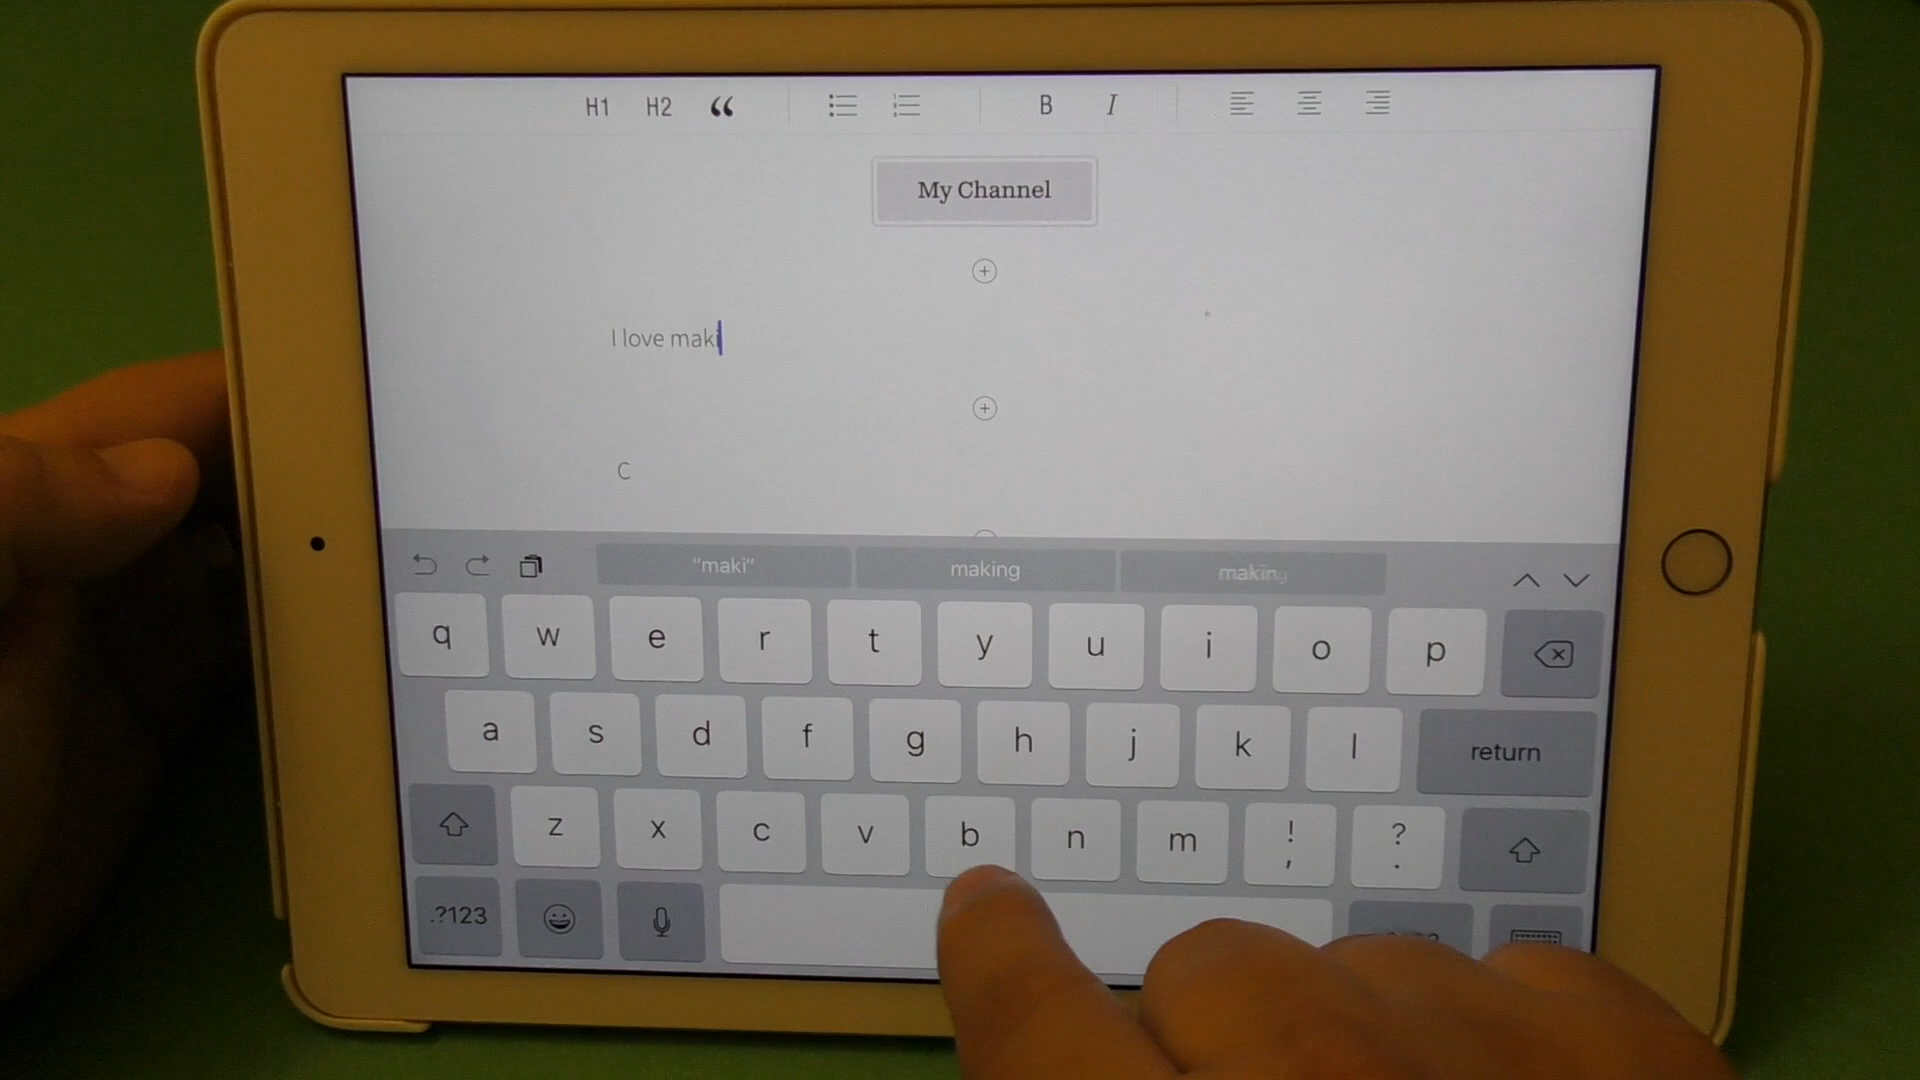 H1 H2 “ B I
My Channel
I love maki
C
"maki" making making
q w e r t y u i o p
a s d f g h j k l return
z x c v b n m ! , ? .
.?123